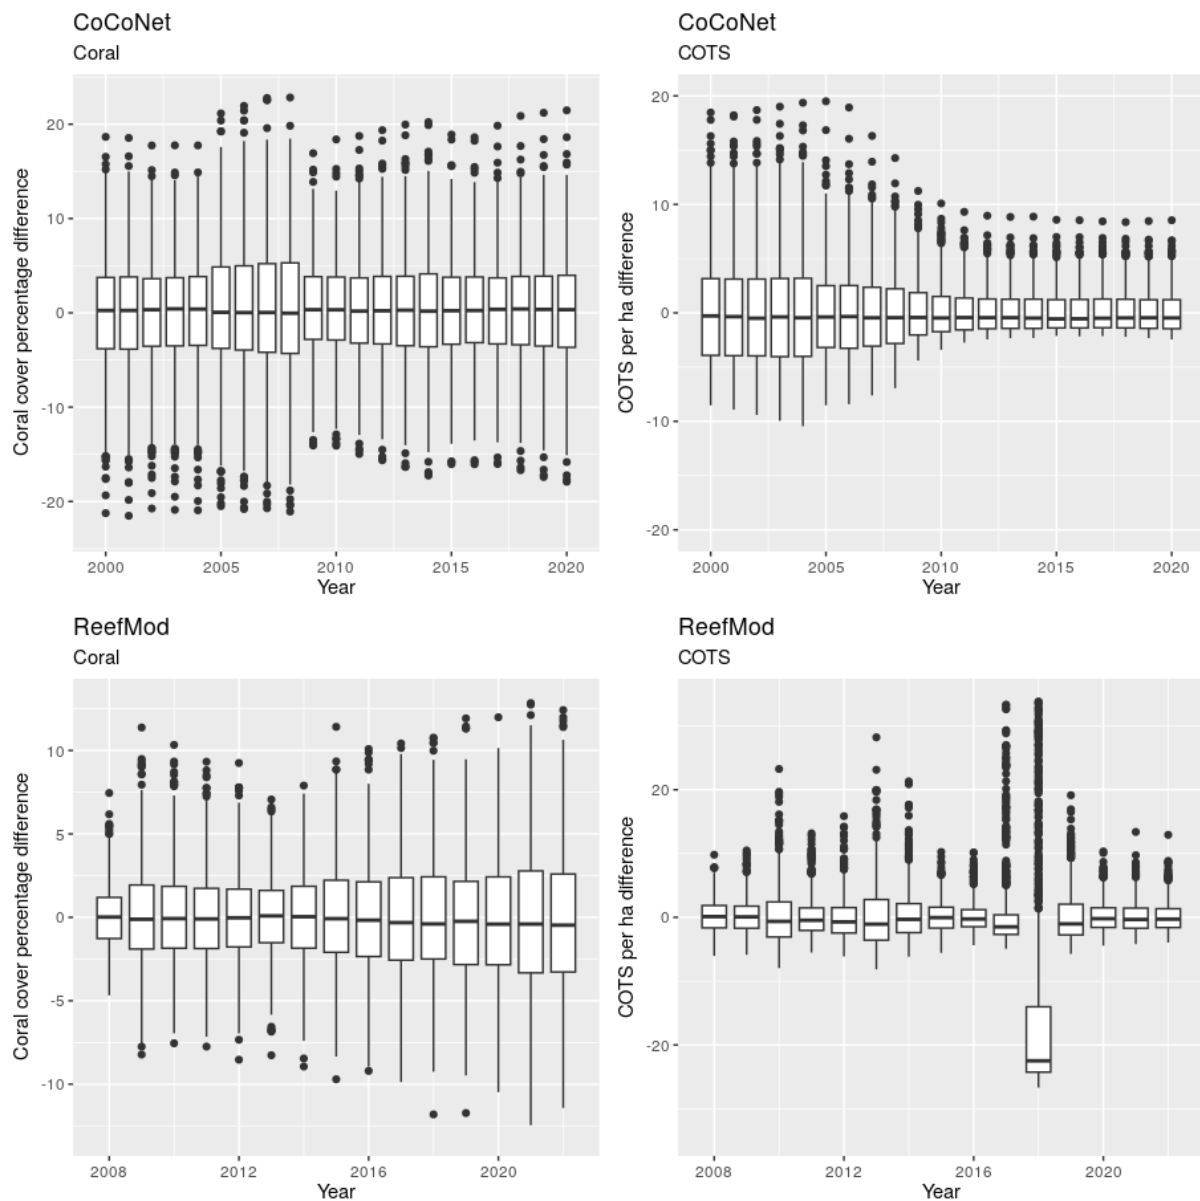 CoCoNet
Coral
Coral cover percentage difference
20
10
0
-10
-20
2000 2005 2010 2015 2020
Year
CoCoNet
COTS
COTS per ha difference
20
10
0
-10
-20
2000 2005 2010 2015 2020
Year
ReefMod
Coral
Coral cover percentage difference
10
5
0
-5
-10
2008 2012 2016 2020
Year
ReefMod
COTS
COTS per ha difference
20
0
-20
2008 2012 2016 2020
Year